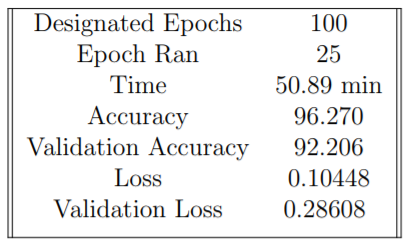 Designated Epochs 100
Epoch Ran 25
Time 50.89 min
Accuracy 96.270
Validation Accuracy 92.206
Loss 0.10448
Validation Loss 0.28608